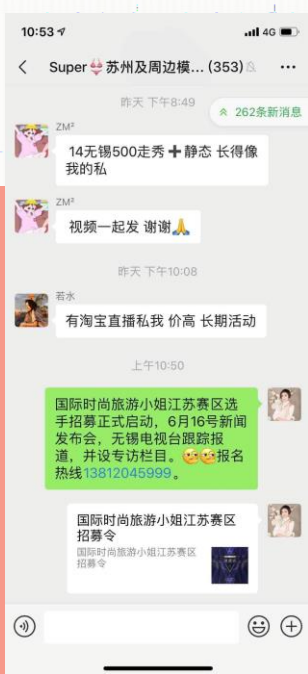 10:53
4G
Super 苏州及周边模... (353)
昨天 下午8:49
262条新消息
ZM²
14无锡500走秀➕静态 长得像
我的私
ZM²
视频一起发 谢谢🙏
昨天 下午10:08
若水
有淘宝直播私我 价高 长期活动
上午10:50
国际时尚旅游小姐江苏赛区选
手招募正式启动，6月16号新闻
发布会，无锡电视台跟踪报
道，并设专访栏目。报名
热线13812045999。
国际时尚旅游小姐江苏赛区
招募令
国际时尚旅游小姐江苏赛区
招募令